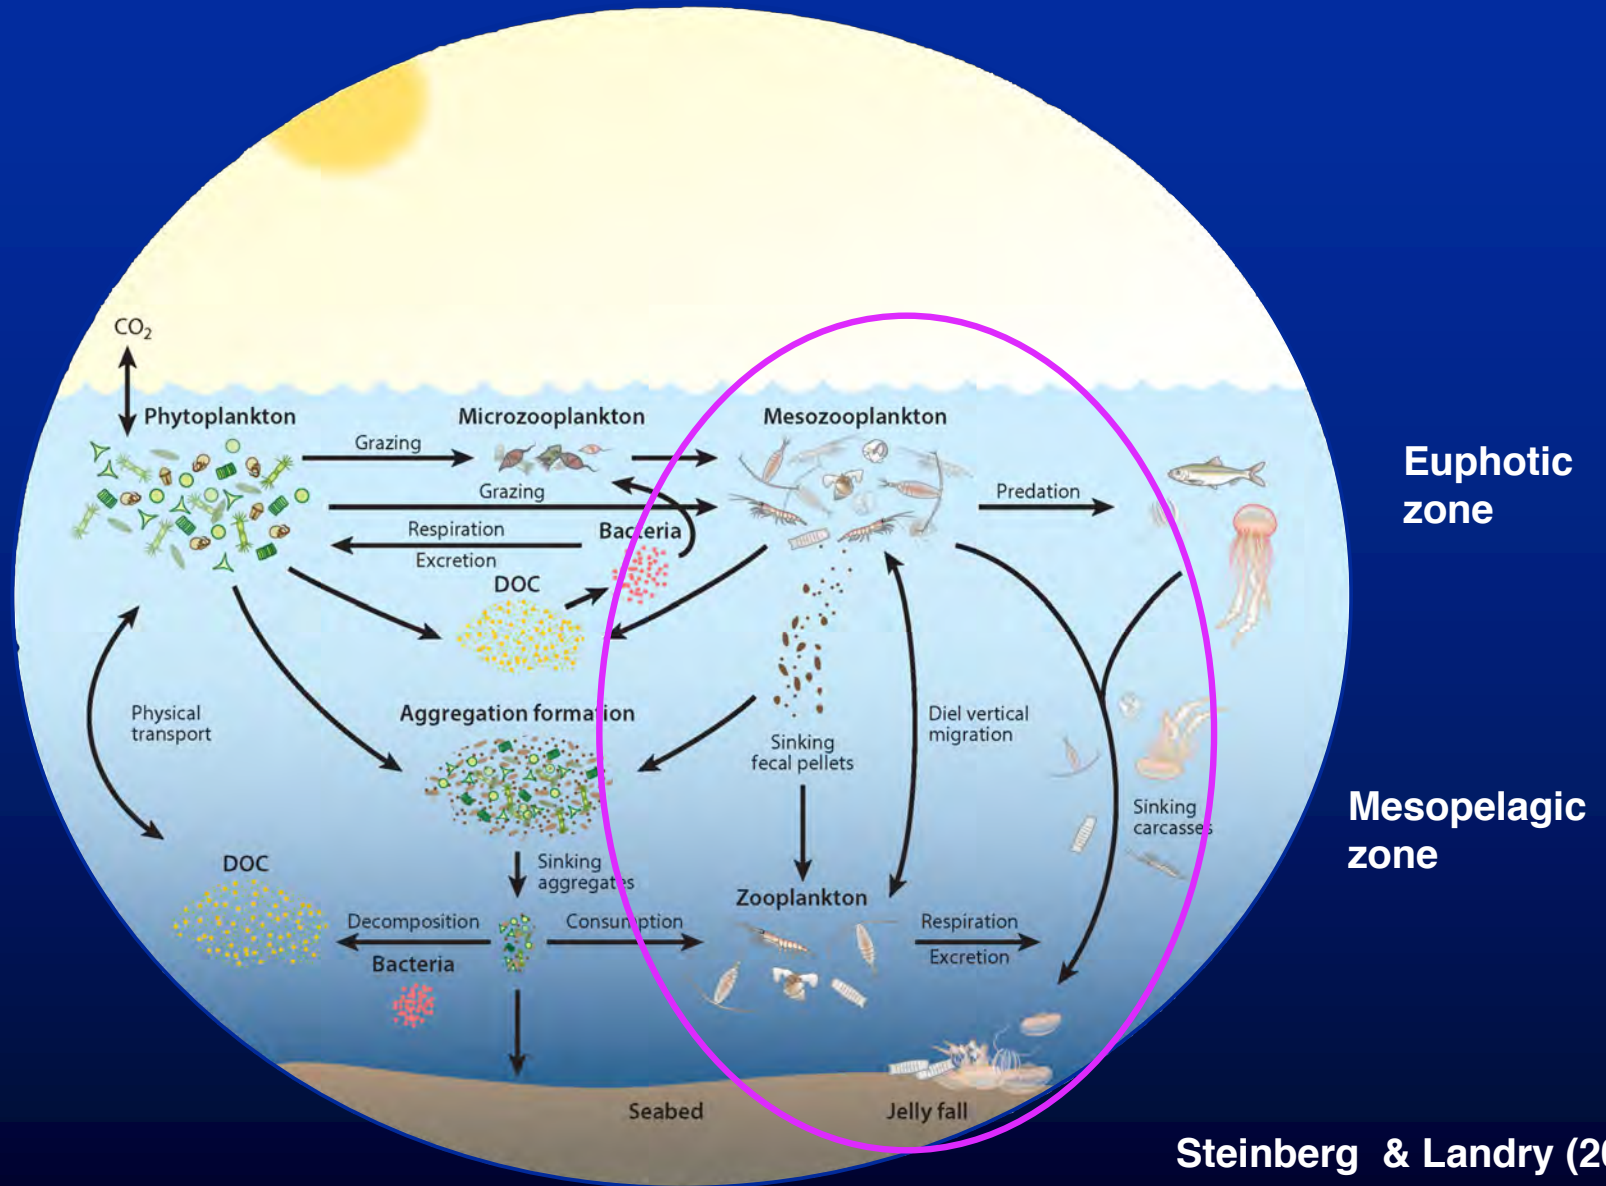 CO₂
Phytoplankton
Microzooplankton
Mesozooplankton
Grazing
Grazing
Predation
Respiration
Excretion
Bacteria
DOC
Euphotic
zone
Physical
transport
Aggregation formation
Sinking
fecal pellets
Diel vertical
migration
Sinking
carcasses
Mesopelagic
zone
DOC
Sinking
aggregates
Zooplankton
Decomposition
Consumption
Respiration
Excretion
Bacteria
Seabed
Jelly fall
Steinberg & Landry (20